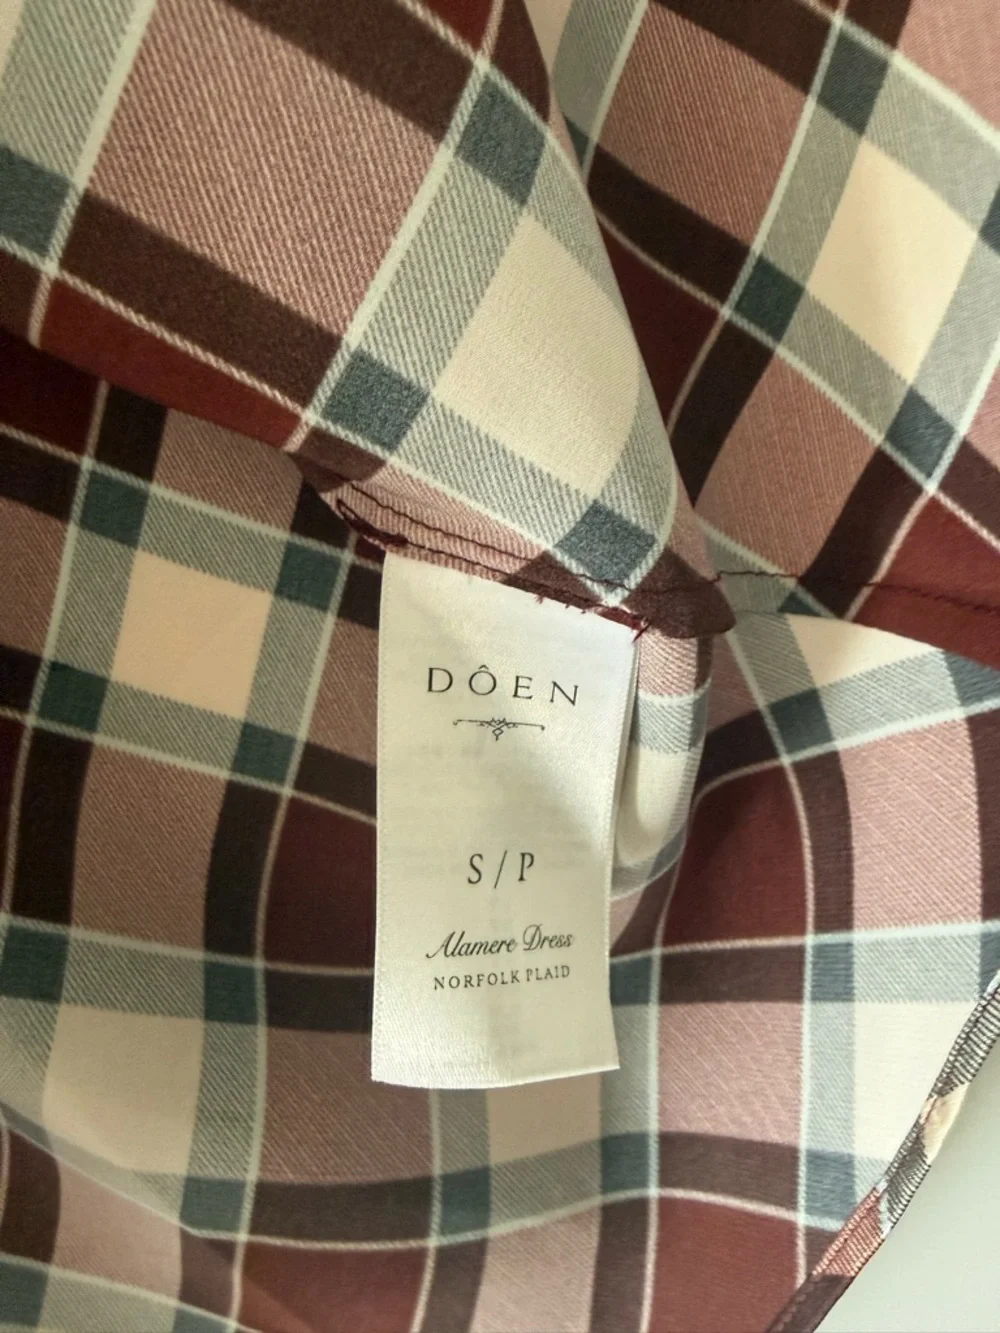 DÔEN
S/P
Alamere Dress
NORFOLK PLAID